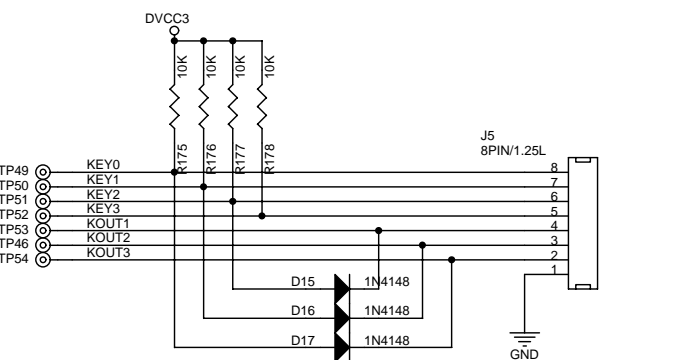 DVCC3
10K
10K
10K
10K
R175
R176
R177
R178
J5
8PIN/1.25L
TP49 KEY0 8
TP50 KEY1 7
TP51 KEY2 6
TP52 KEY3 5
TP53 KOUT1 4
TP46 KOUT2 3
TP54 KOUT3 2
1
D15 1N4148
D16 1N4148
D17 1N4148
GND